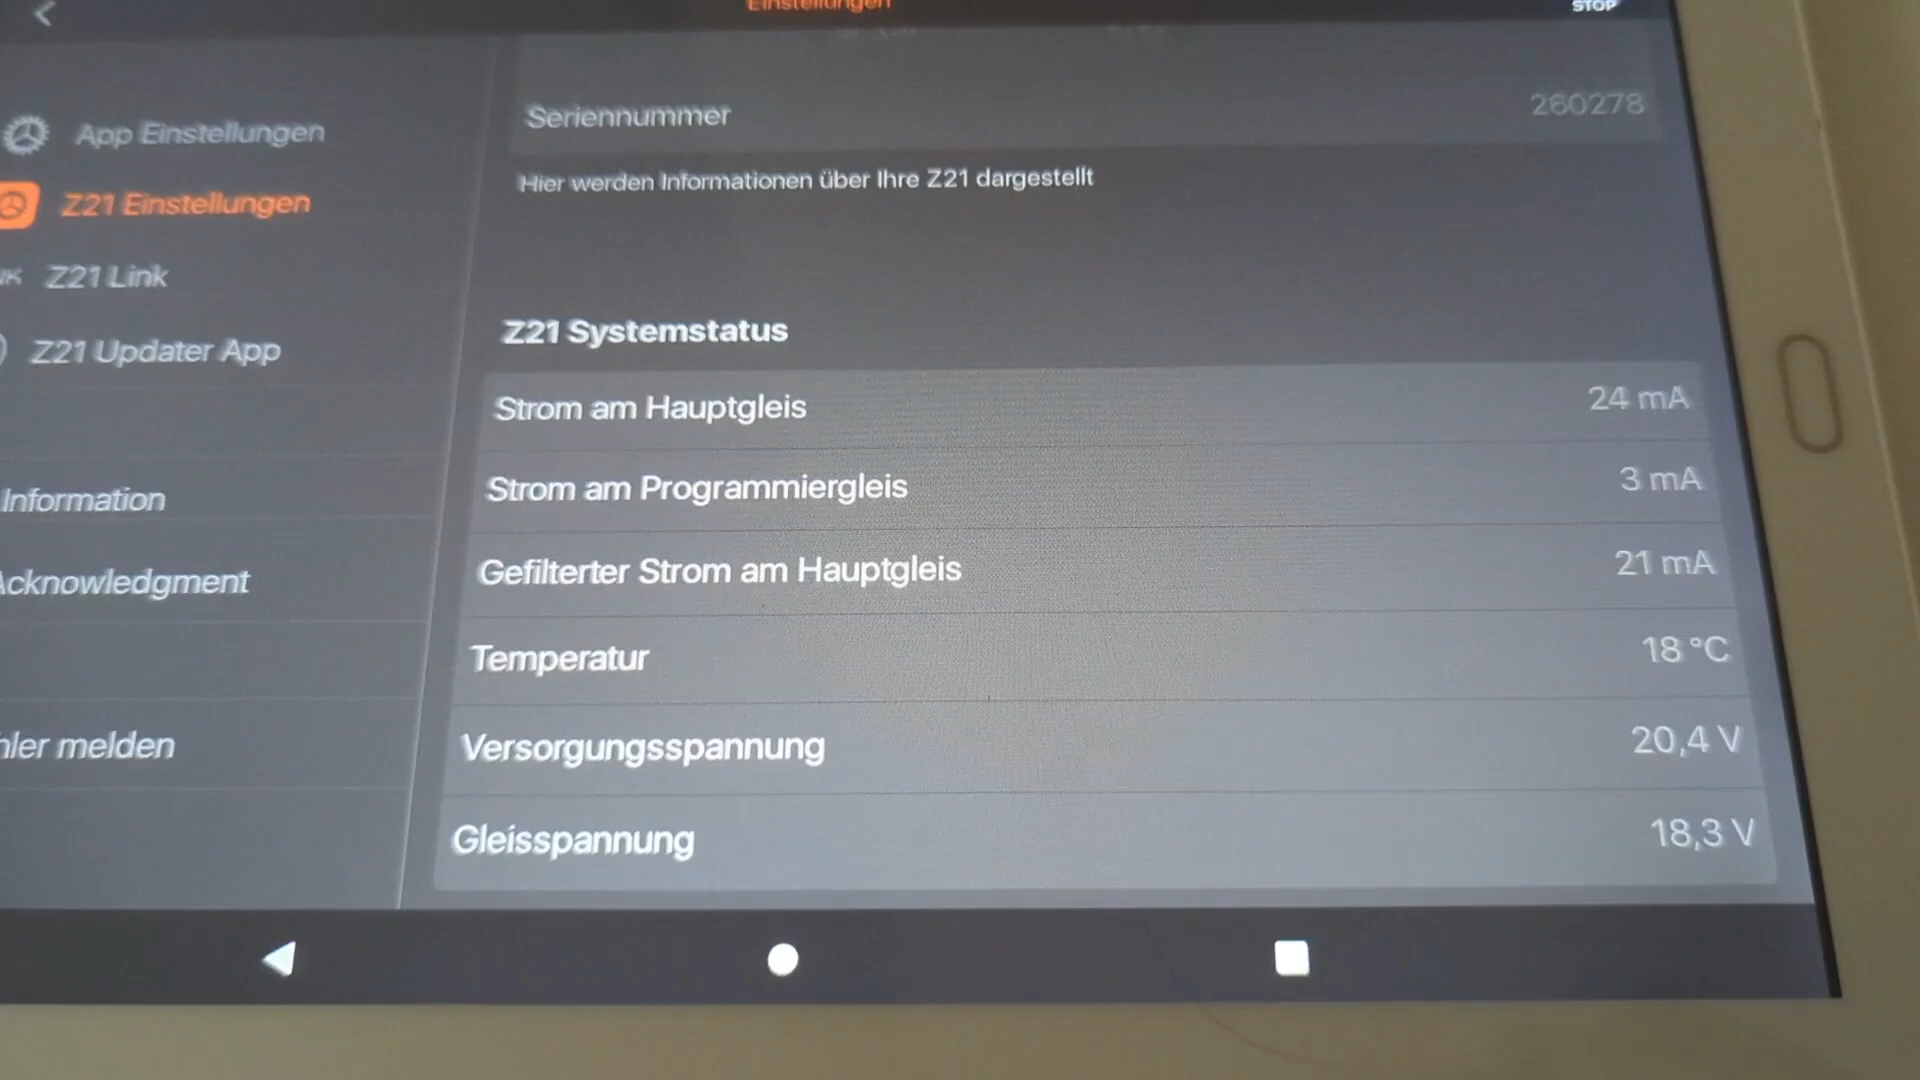 Einstellungen
STOP
App Einstellungen
Z21 Einstellungen
Z21 Link
Z21 Updater App
Information
Acknowledgment
hler melden
Seriennummer 260278
Hier werden Informationen über Ihre Z21 dargestellt
Z21 Systemstatus
Strom am Hauptgleis 24 mA
Strom am Programmiergleis 3 mA
Gefilterter Strom am Hauptgleis 21 mA
Temperatur 18 °C
Versorgungsspannung 20,4 V
Gleisspannung 18,3 V